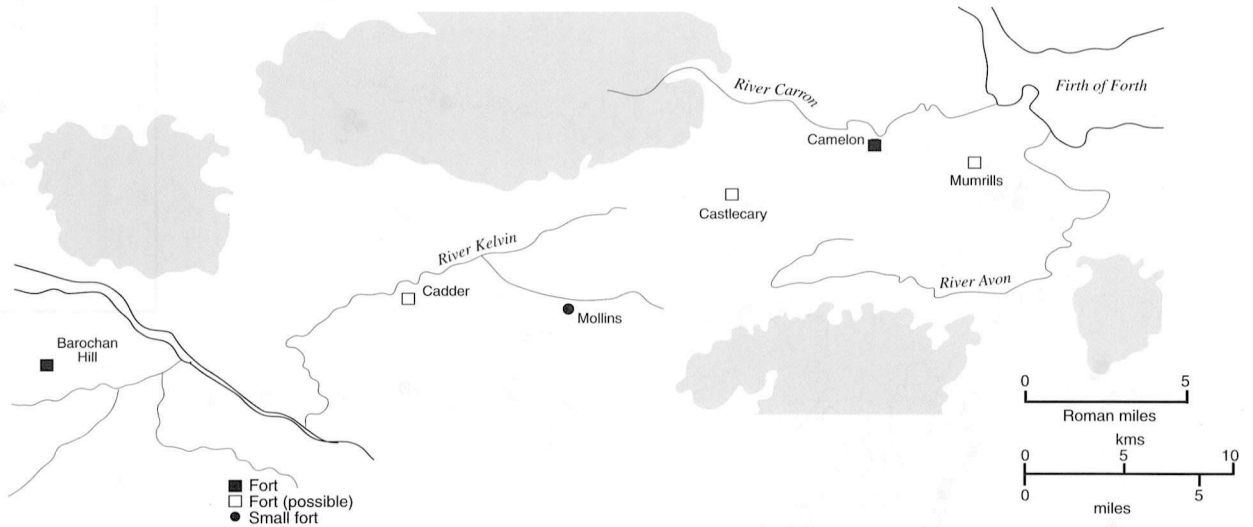 River Carron
Firth of Forth
Camelon
Mumrills
Castlecary
River Kelvin
River Avon
Cadder
Mollins
Barochan
Hill
0 5
Roman miles
kms
0 5 10
0 5
miles
Fort
Fort (possible)
Small fort